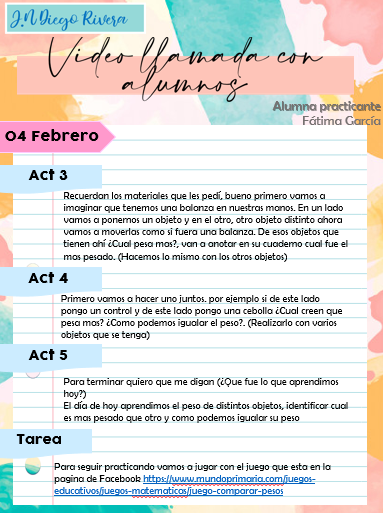 J.N Diego Rivera
Video llamada con
alumnos
Alumna practicante
Fátima García
04 Febrero
Act 3
Recuerdan los materiales que les pedí, bueno primero vamos a
imaginar que tenemos una balanza en nuestras manos. En un lado
vamos a ponernos un objeto y en el otro, otro objeto distinto ahora
vamos a moverlas como si fuera una balanza. De esos objetos que
tienen ahí ¿Cual pesa mas?, van a anotar en su cuaderno cual fue el
mas pesado. (Hacemos lo mismo con los otros objetos)
Act 4
Primero vamos a hacer uno juntos. por ejemplo si de este lado
pongo un control y de este lado pongo una cebolla ¿Cual creen que
pesa mas? ¿Como podemos igualar el peso?. (Realizarlo con varios
objetos que se tenga)
Act 5
Para terminar quiero que me digan (¿Que fue lo que aprendimos
hoy?)
El día de hoy aprendimos el peso de distintos objetos, identificar cual
es mas pesado que otro y como podemos igualar su peso
Tarea
Para seguir practicando vamos a jugar con el juego que esta en la
pagina de Facebook https://www.mundoprimaria.com/juegos-
educativos/juegos-matematicas/juego-comparar-pesos